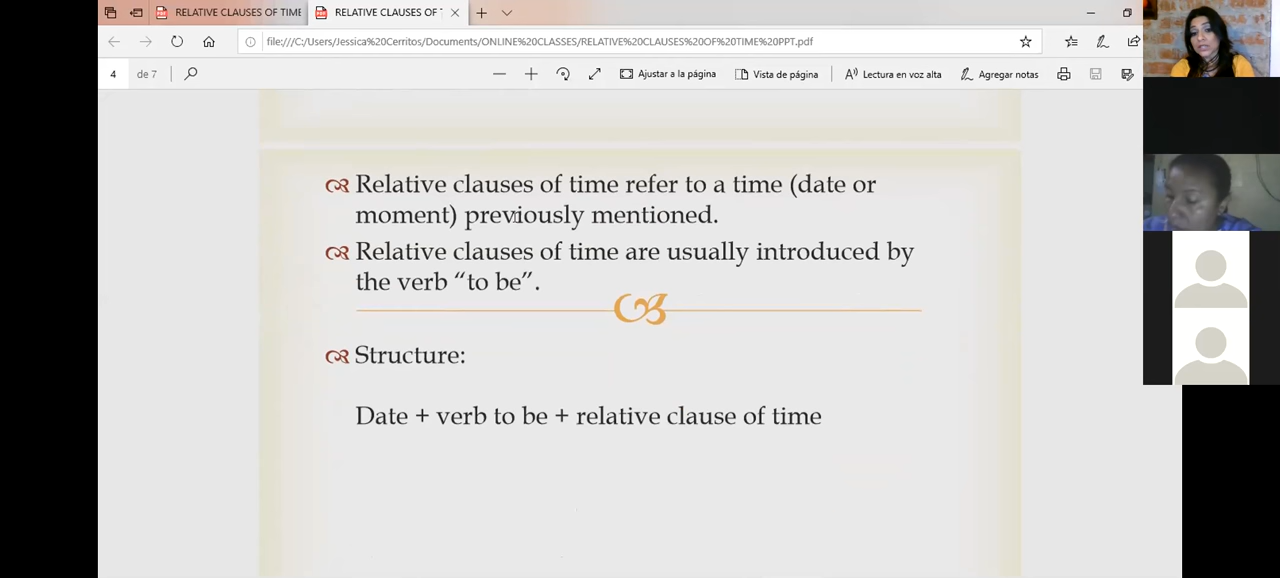 RELATIVE CLAUSES OF TIME
RELATIVE CLAUSES OF T
file:///C:/Users/Jessica%20Cerritos/Documents/ONLINE%20CLASSES/RELATIVE%20CLAUSES%20OF%20TIME%20PPT.pdf
4 de 7
Ajustar a la página
Vista de página
Lectura en voz alta
Agregar notas
Relative clauses of time refer to a time (date or
moment) previously mentioned.
Relative clauses of time are usually introduced by
the verb “to be”.
Structure:
Date + verb to be + relative clause of time